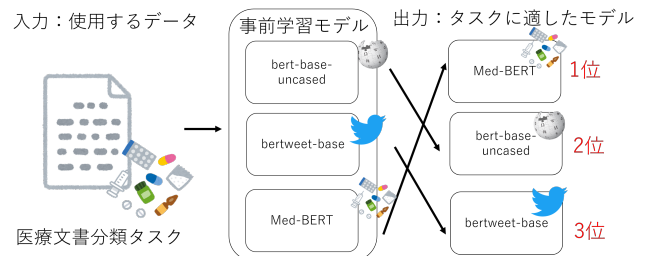 入力：使用するデータ
医療文書分類タスク
事前学習モデル
bert-base-
uncased
bertweet-base
Med-BERT
出力：タスクに適したモデル
Med-BERT
1位
bert-base-
uncased
2位
bertweet-base
3位